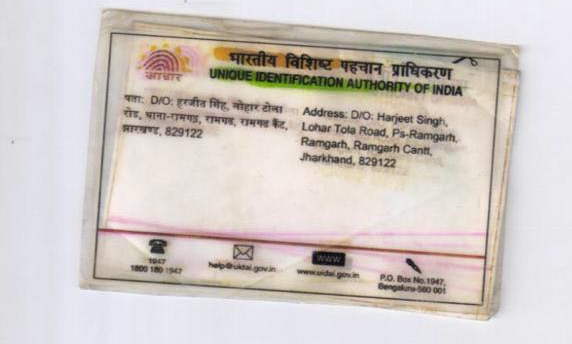 भारतीय विशिष्ट पहचान प्राधिकरण
UNIQUE IDENTIFICATION AUTHORITY OF INDIA
आधार
पता: D/O: हरजीत सिंह, लोहार टोला
रोड, थाना-रामगढ, रामगढ, रामगढ कैंट,
झारखण्ड, 829122
Address: D/O: Harjeet Singh,
Lohar Tola Road, Ps-Ramgarh,
Ramgarh, Ramgarh Cantt,
Jharkhand, 829122
1947
1800 180 1947
help@uidai.gov.in
WWW
www.uidai.gov.in
P.O. Box No.1947,
Bengaluru-560 001